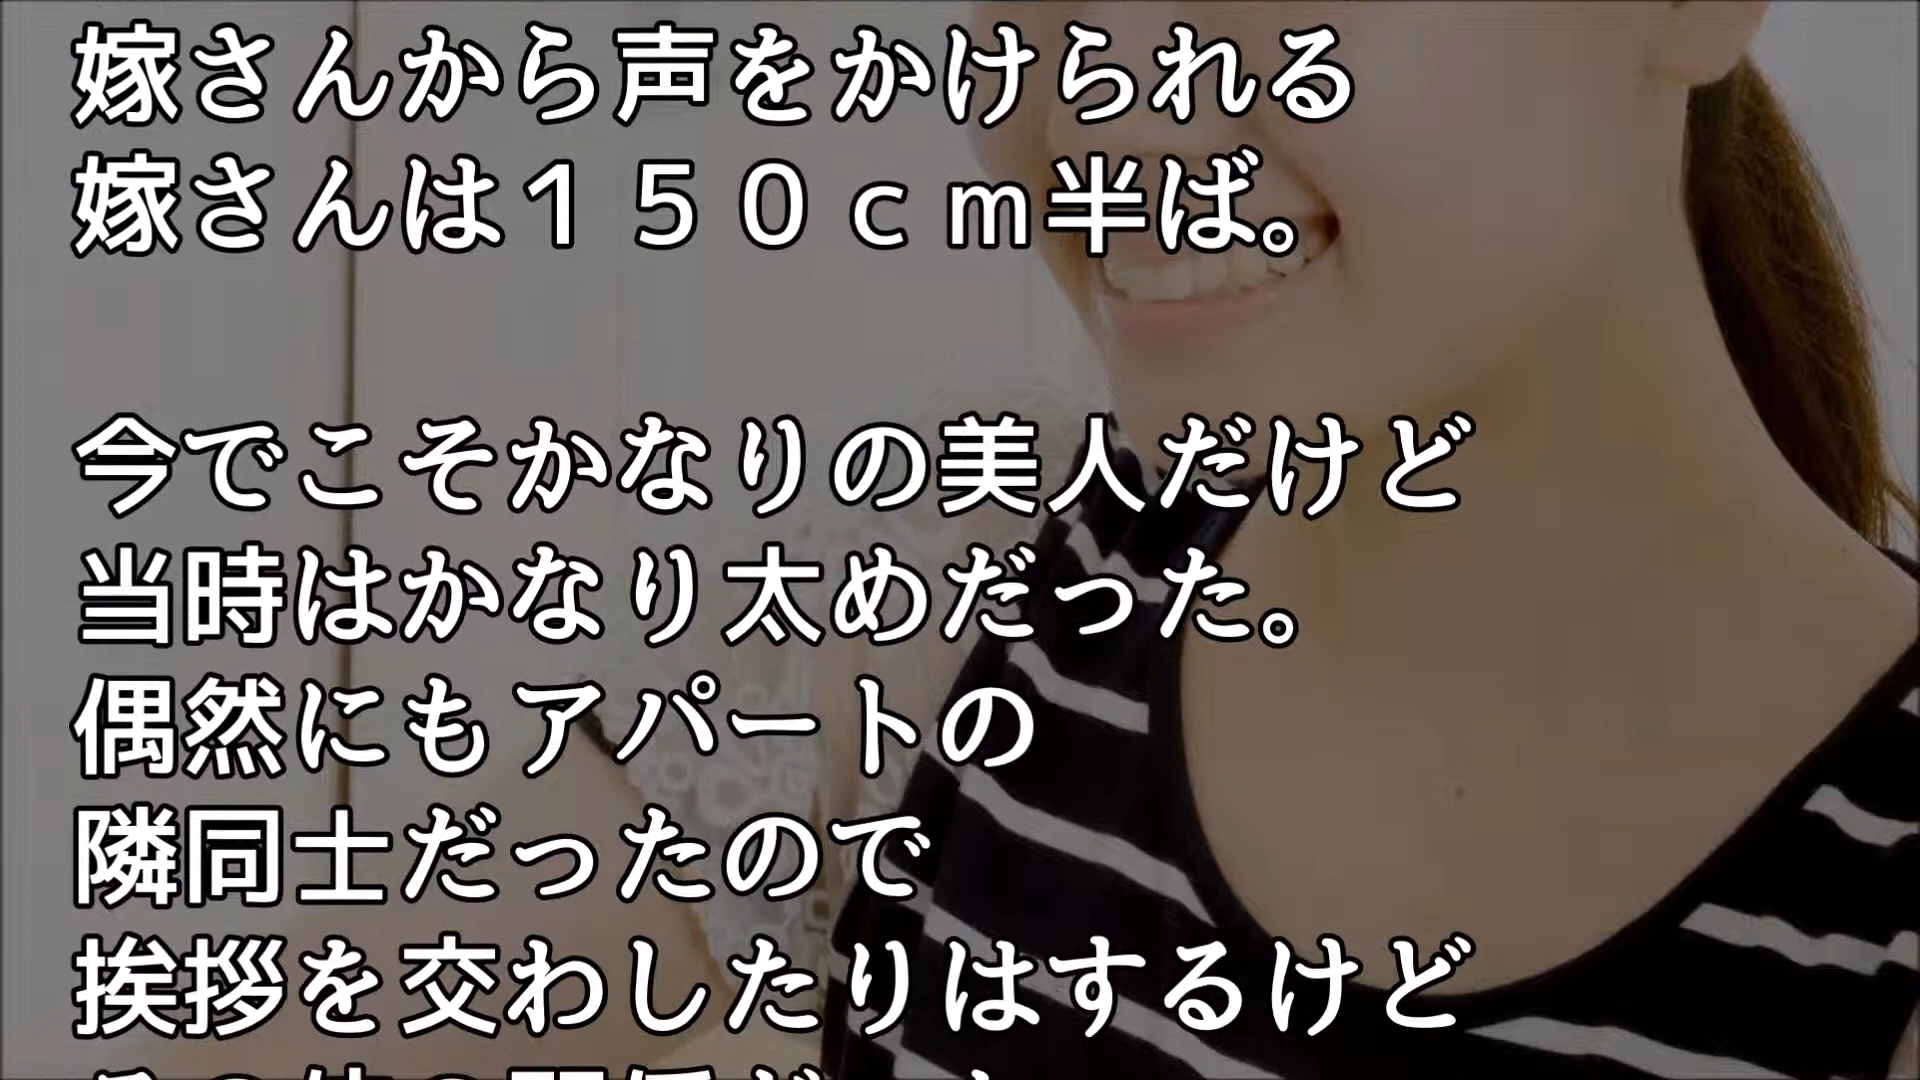 嫁さんから声をかけられる
嫁さんは１５０ｃｍ半ば。
今でこそかなりの美人だけど
当時はかなり太めだった。
偶然にもアパートの
隣同士だったので
挨拶を交わしたりはするけど